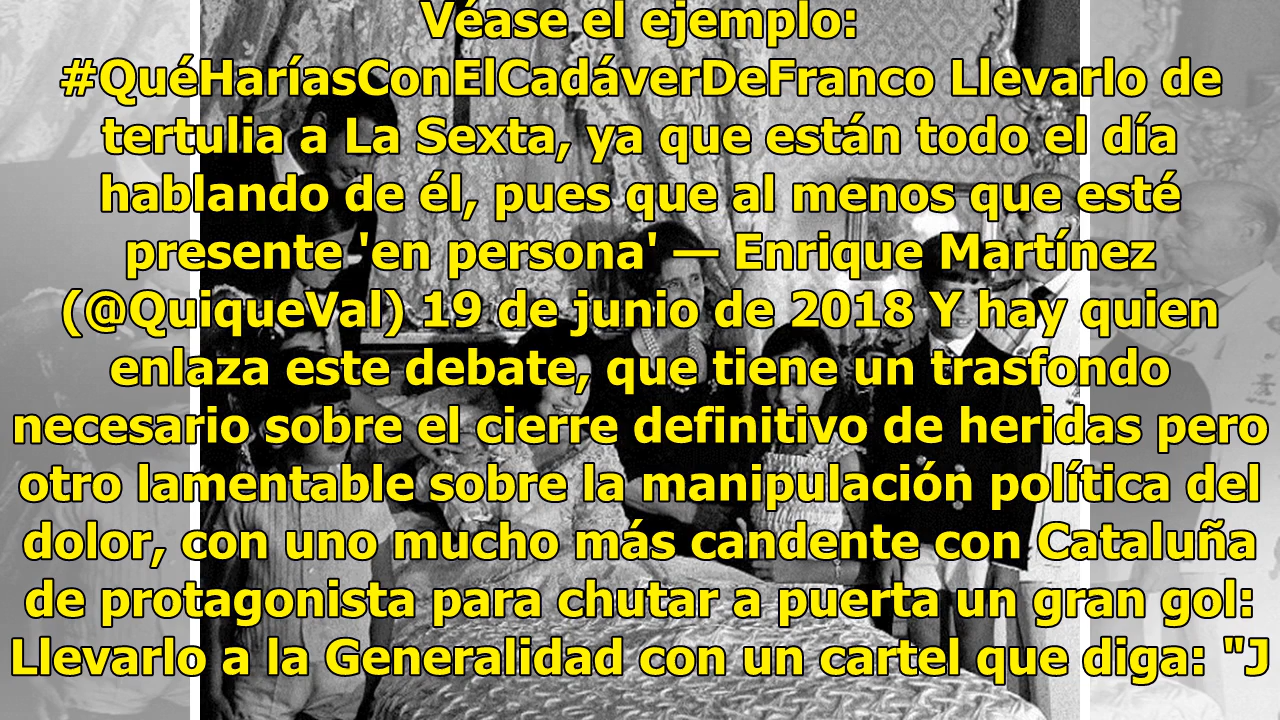 Véase el ejemplo:
#QuéHaríasConElCadáverDeFranco Llevarlo de
tertulia a La Sexta, ya que están todo el día
hablando de él, pues que al menos que esté
presente 'en persona' — Enrique Martínez
(@QuiqueVal) 19 de junio de 2018 Y hay quien
enlaza este debate, que tiene un trasfondo
necesario sobre el cierre definitivo de heridas pero
otro lamentable sobre la manipulación política del
dolor, con uno mucho más candente con Cataluña
de protagonista para chutar a puerta un gran gol:
Llevarlo a la Generalidad con un cartel que diga: "J